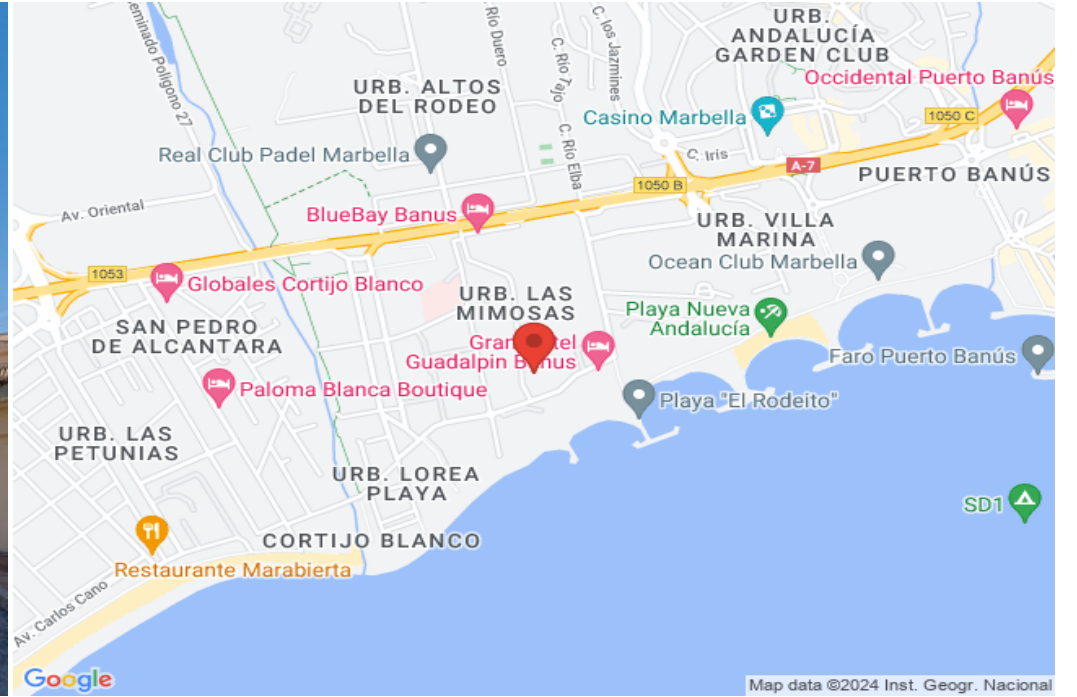 URB.
ANDALUCÍA
GARDEN CLUB
Occidental Puerto Banús
eminado Polígono 27
C. Río Duero
C. Río Tajo
C. los Jazmines
URB. ALTOS
DEL RODEO
Casino Marbella
1050 C
C. Río Elba
Real Club Padel Marbella
C. Iris
A-7
PUERTO BANÚS
1050 B
Av. Oriental
BlueBay Banus
URB. VILLA
MARINA
Ocean Club Marbella
1053
Globales Cortijo Blanco
URB. LAS
MIMOSAS
Playa Nueva
Andalucía
SAN PEDRO
DE ALCANTARA
Guadalpin
Faro Puerto Banús
Paloma Blanca Boutique
Playa "El Rodeito"
URB. LAS
PETUNIAS
URB. LOREA
PLAYA
SD1
CORTIJO BLANCO
Restaurante Marabierta
Av. Carlos Cano
Google
Map data ©2024 Inst. Geogr. Nacional